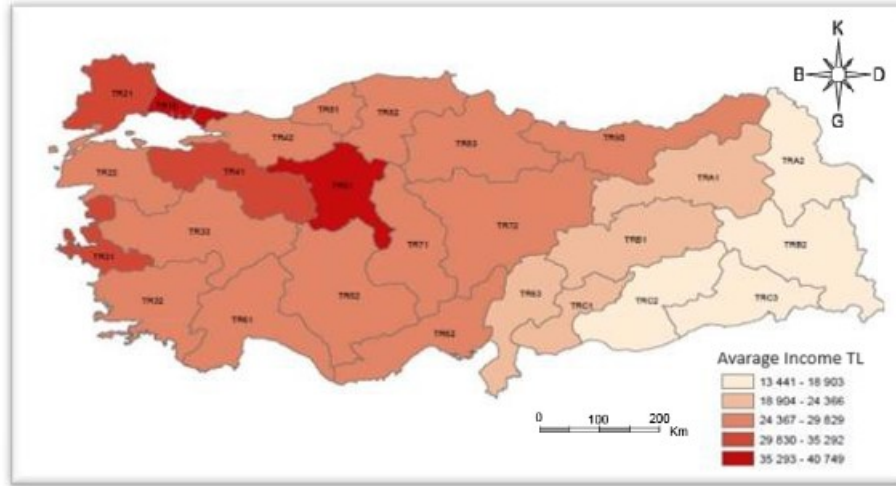 K
B D
G
TR21
TR10
TR81
TR82
TR42
TR83
TR90
TRA2
TR22
TR41
TR51
TRA1
TR33
TR72
TR71
TRB1
TRB2
TR31
TR52
TR63
TRC1
TRC2
TRC3
TR32
TR61
TR62
Avarage Income TL
13 441 - 18 903
18 904 - 24 366
24 367 - 29 829
29 830 - 35 292
35 293 - 40 749
0 100 200
Km